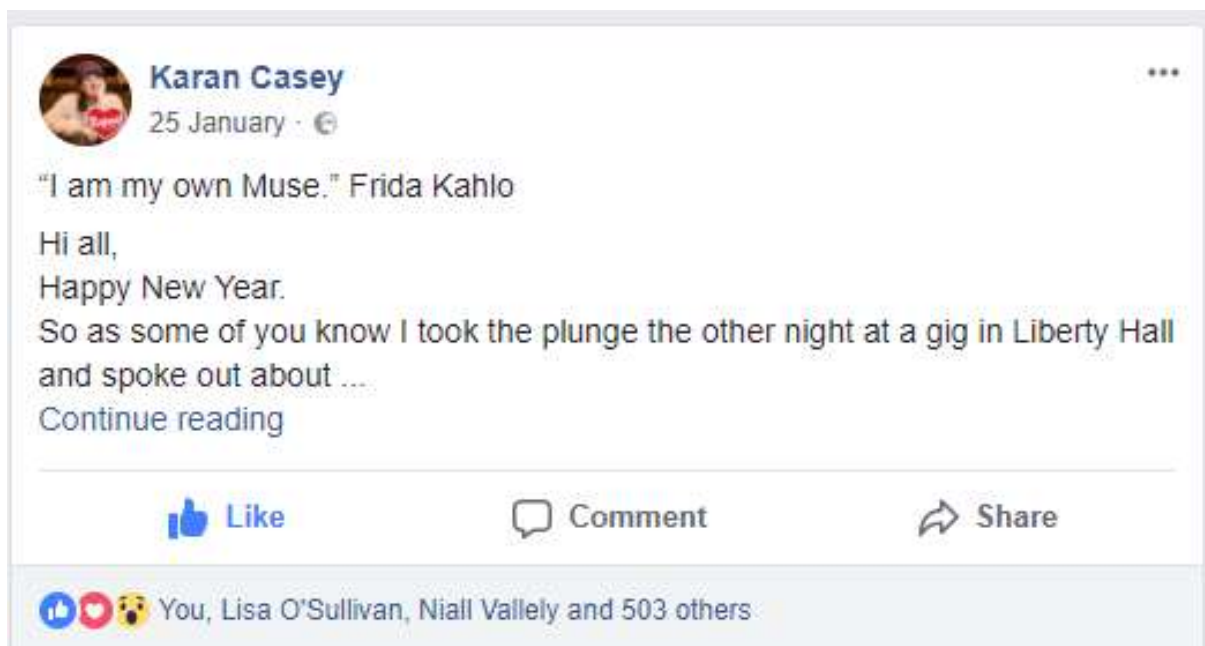 Karan Casey
25 January ·
“I am my own Muse.” Frida Kahlo
Hi all,
Happy New Year.
So as some of you know I took the plunge the other night at a gig in Liberty Hall
and spoke out about ...
Continue reading
Like Comment Share
You, Lisa O'Sullivan, Niall Vallely and 503 others